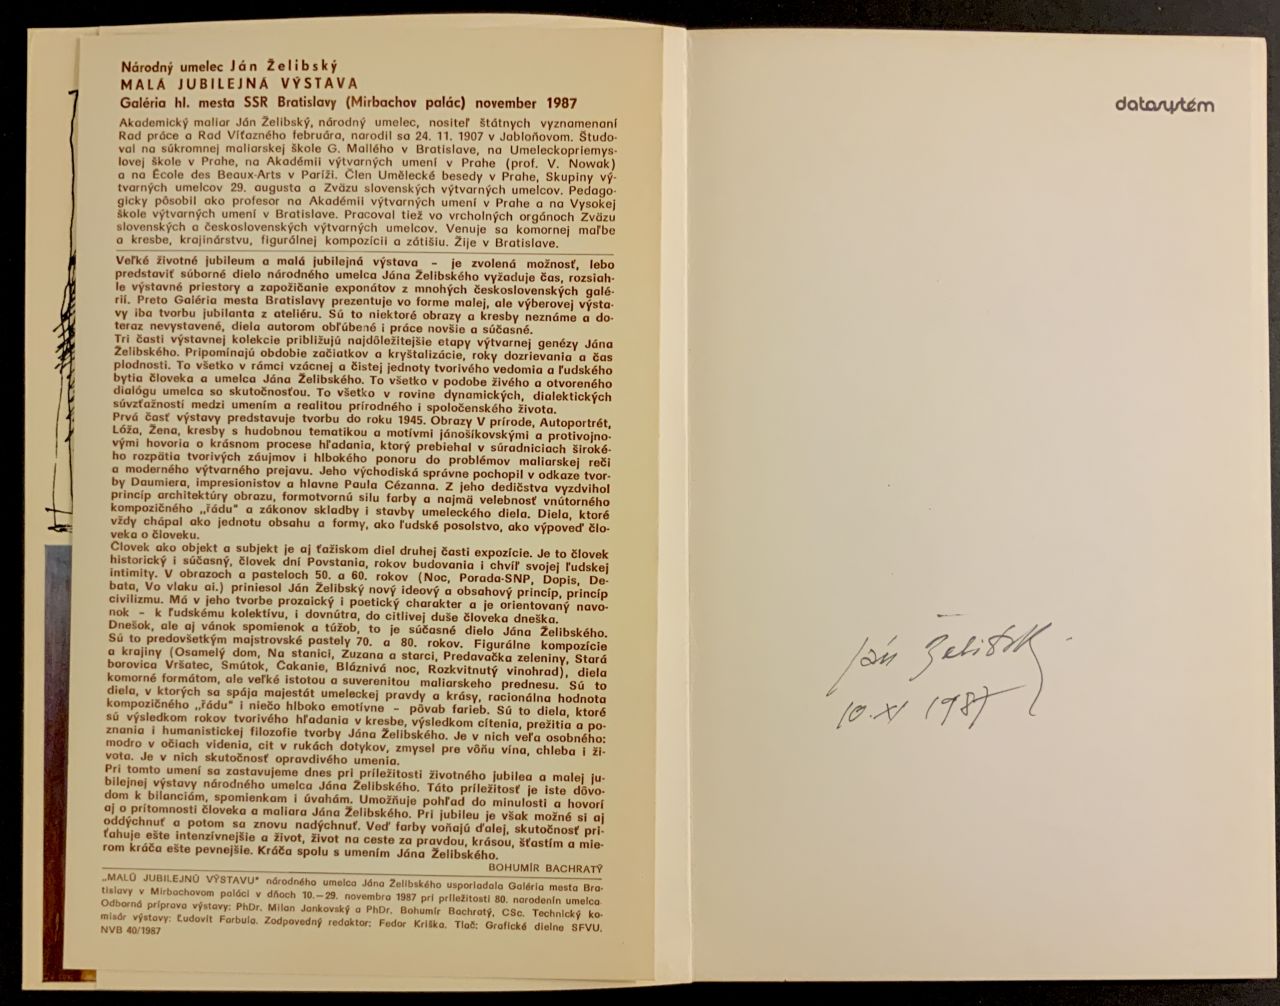 Národný umelec Ján Želibský
MALÁ JUBILEJNÁ VÝSTAVA
Galéria hl. mesta SSR Bratislavy (Mirbachov palác) november 1987
Akademický maliar Ján Želibský, národný umelec, nositeľ štátnych vyznamenaní
Rad práce a Rad Víťazného februára, narodil sa 24. 11. 1907 v Jabloňovom. Študo-
val na súkromnej maliarskej škole G. Mallého v Bratislave, na Umeleckopriemys-
lovej škole v Prahe, na Akadémii výtvarných umení v Prahe (prof. V. Nowak)
a na École des Beaux-Arts v Paríži. Člen Umělecké besedy v Prahe, Skupiny vý-
tvarných umelcov 29. augusta a Zväzu slovenských výtvarných umelcov. Pedago-
gicky pôsobil ako profesor na Akadémii výtvarných umení v Prahe a na Vysokej
škole výtvarných umení v Bratislave. Pracoval tiež vo vrcholných orgánoch Zväzu
slovenských a československých výtvarných umelcov. Venuje sa komornej maľbe
a kresbe, krajinárstvu, figurálnej kompozícii a zátišiu. Žije v Bratislave.
Veľké životné jubileum a malá jubilejná výstava – je zvolená možnosť, lebo
predstaviť súborné dielo národného umelca Jána Želibského vyžaduje čas, rozsiah-
le výstavné priestory a zapožičanie exponátov z mnohých československých galé-
rií. Preto Galéria mesta Bratislavy prezentuje vo forme malej, ale výberovej výsta-
vy iba tvorbu jubilanta z ateliéru. Sú to niektoré obrazy a kresby neznáme a do-
teraz nevystavené, diela autorom obľúbené i práce novšie a súčasné.
Tri časti výstavnej kolekcie približujú najdôležitejšie etapy výtvarnej genézy Jána
Želibského. Pripomínajú obdobie začiatkov a kryštalizácie, roky dozrievania a čas
plodnosti. To všetko v rámci vzácnej a čistej jednoty tvorivého vedomia a ľudského
bytia človeka a umelca Jána Želibského. To všetko v podobe živého a otvoreného
dialógu umelca so skutočnosťou. To všetko v rovine dynamických, dialektických
súvzťažností medzi umením a realitou prírodného i spoločenského života.
Prvá časť výstavy predstavuje tvorbu do roku 1945. Obrazy V prírode, Autoportrét,
Lóža, Žena, kresby s hudobnou tematikou a motívmi jánošíkovskými a protivojno-
vými hovoria o krásnom procese hľadania, ktorý prebiehal v súradniciach široké-
ho rozpätia tvorivých záujmov i hlbokého ponoru do problémov maliarskej reči
a moderného výtvarného prejavu. Jeho východiská správne pochopil v odkaze tvor-
by Daumiera, impresionistov a hlavne Paula Cézanna. Z jeho dedičstva vyzdvihol
princíp architektúry obrazu, formotvornú silu farby a najmä velebnosť vnútorného
kompozičného „řádu“ a zákonov skladby i stavby umeleckého diela. Diela, ktoré
vždy chápal ako jednotu obsahu a formy, ako ľudské posolstvo, ako výpoveď člo-
veka o človeku.
Človek ako objekt a subjekt je aj ťažiskom diel druhej časti expozície. Je to človek
historický i súčasný, človek dní Povstania, rokov budovania i chvíľ svojej ľudskej
intimity. V obrazoch a pasteloch 50. a 60. rokov (Noc, Porada-SNP, Dopis, De-
bata, Vo vlaku ai.) priniesol Ján Želibský nový ideový a obsahový princíp, princíp
civilizmu. Má v jeho tvorbe prozaický i poetický charakter a je orientovaný navo-
nok – k ľudskému kolektívu, i dovnútra, do citlivej duše človeka dneška.
Dnešok, ale aj vánok spomienok a túžob, to je súčasné dielo Jána Želibského.
Sú to predovšetkým majstrovské pastely 70. a 80. rokov. Figurálne kompozície
a krajiny (Osamelý dom, Na stanici, Zuzana a starci, Predavačka zeleniny, Stará
borovica Vršatec, Smútok, Čakanie, Bláznivá noc, Rozkvitnutý vinohrad), diela
komorné formátom, ale veľké istotou a suverenitou maliarskeho prednesu. Sú to
diela, v ktorých sa spája majestát umeleckej pravdy a krásy, racionálna hodnota
kompozičného „řádu“ i niečo hlboko emotívne – pôvab farieb. Sú to diela, ktoré
sú výsledkom rokov tvorivého hľadania v kresbe, výsledkom cítenia, prežitia a po-
znania i humanistickej filozofie tvorby Jána Želibského. Je v nich veľa osobného:
modro v očiach videnia, cit v rukách dotykov, zmysel pre vôňu vína, chleba i ži-
vota. Je v nich skutočnosť opravdivého umenia.
Pri tomto umení sa zastavujeme dnes pri príležitosti životného jubilea a malej ju-
bilejnej výstavy národného umelca Jána Želibského. Táto príležitosť je iste dôvo-
dom k bilanciám, spomienkam i úvahám. Umožňuje pohľad do minulosti a hovorí
aj o prítomnosti človeka a maliara Jána Želibského. Pri jubileu je však možné si aj
oddýchnuť a potom sa znovu nadýchnuť. Veď farby voňajú ďalej, skutočnosť pri-
ťahuje ešte intenzívnejšie a život, život na ceste za pravdou, krásou, šťastím a mie-
rom kráča ešte pevnejšie. Kráča spolu s umením Jána Želibského.
BOHUMÍR BACHRATÝ
„MALÚ JUBILEJNÚ VÝSTAVU“ národného umelca Jána Želibského usporiadala Galéria mesta Bra-
tislavy v Mirbachovom paláci v dňoch 10.–29. novembra 1987 pri príležitosti 80. narodenín umelca.
Odborná príprava výstavy: PhDr. Milan Jankovský a PhDr. Bohumír Bachratý, CSc. Technický ko-
misár výstavy: Ľudovít Farbula. Zodpovedný redaktor: Fedor Kriška. Tlač: Grafické dielne SFVU.
NVB 40/1987
datasystém
Ján Želibský
10. XI 1987